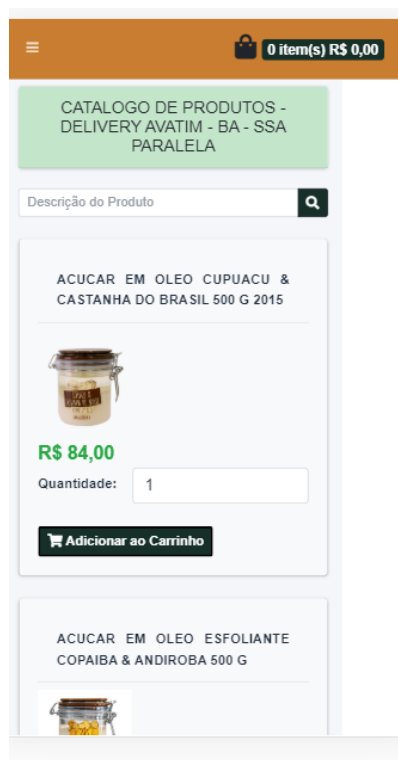 0 item(s) R$ 0,00
CATALOGO DE PRODUTOS -
DELIVERY AVATIM - BA - SSA
PARALELA
Descrição do Produto
ACUCAR EM OLEO CUPUACU &
CASTANHA DO BRASIL 500 G 2015
R$ 84,00
Quantidade: 1
Adicionar ao Carrinho
ACUCAR EM OLEO ESFOLIANTE
COPAIBA & ANDIROBA 500 G